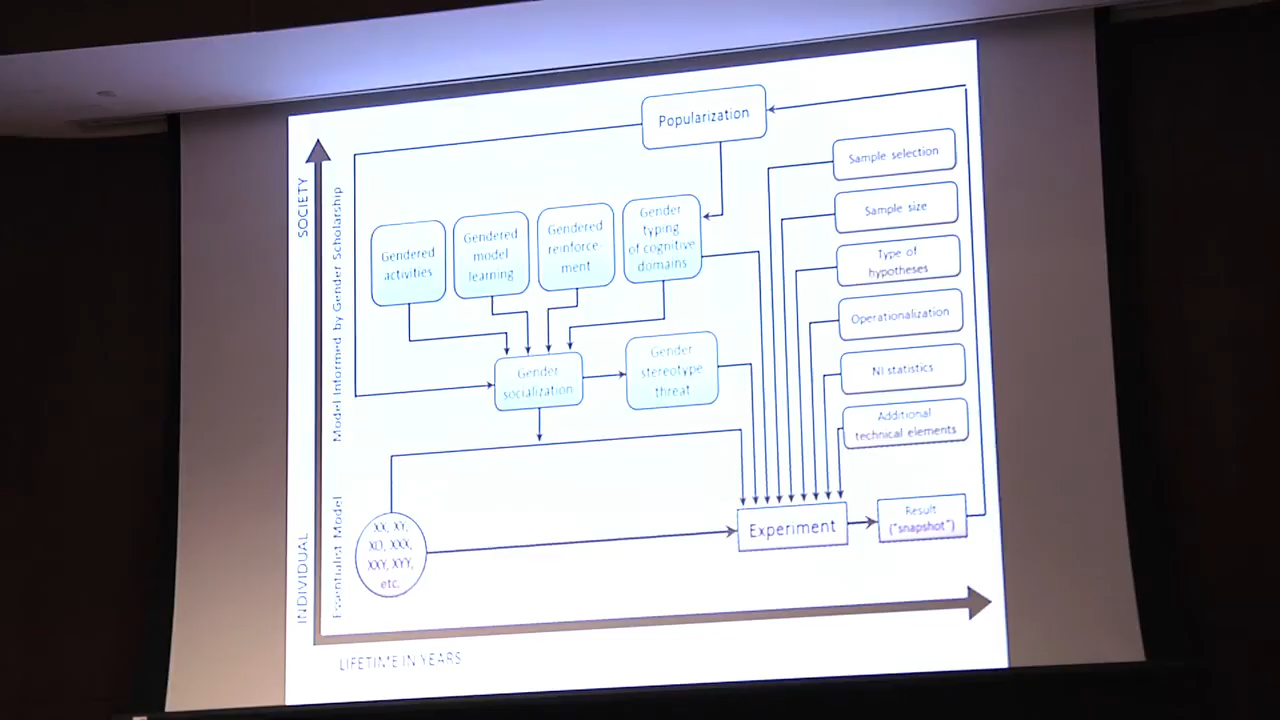 Popularization
Sample selection
Sample size
Type of
hypotheses
Operationalization
NI statistics
Additional
technical elements
Gendered
activities
Gendered
model
learning
Gendered
reinforce-
ment
Gender
typing
of cognitive
domains
Gender
socialization
Gender
stereotype
threat
XX, XY,
XO, XXX,
XXY, XYY,
etc.
Experiment
Result
("snapshot")
SOCIETY
Model Informed by Gender Scholarship
INDIVIDUAL
Essentialist Model
LIFETIME IN YEARS